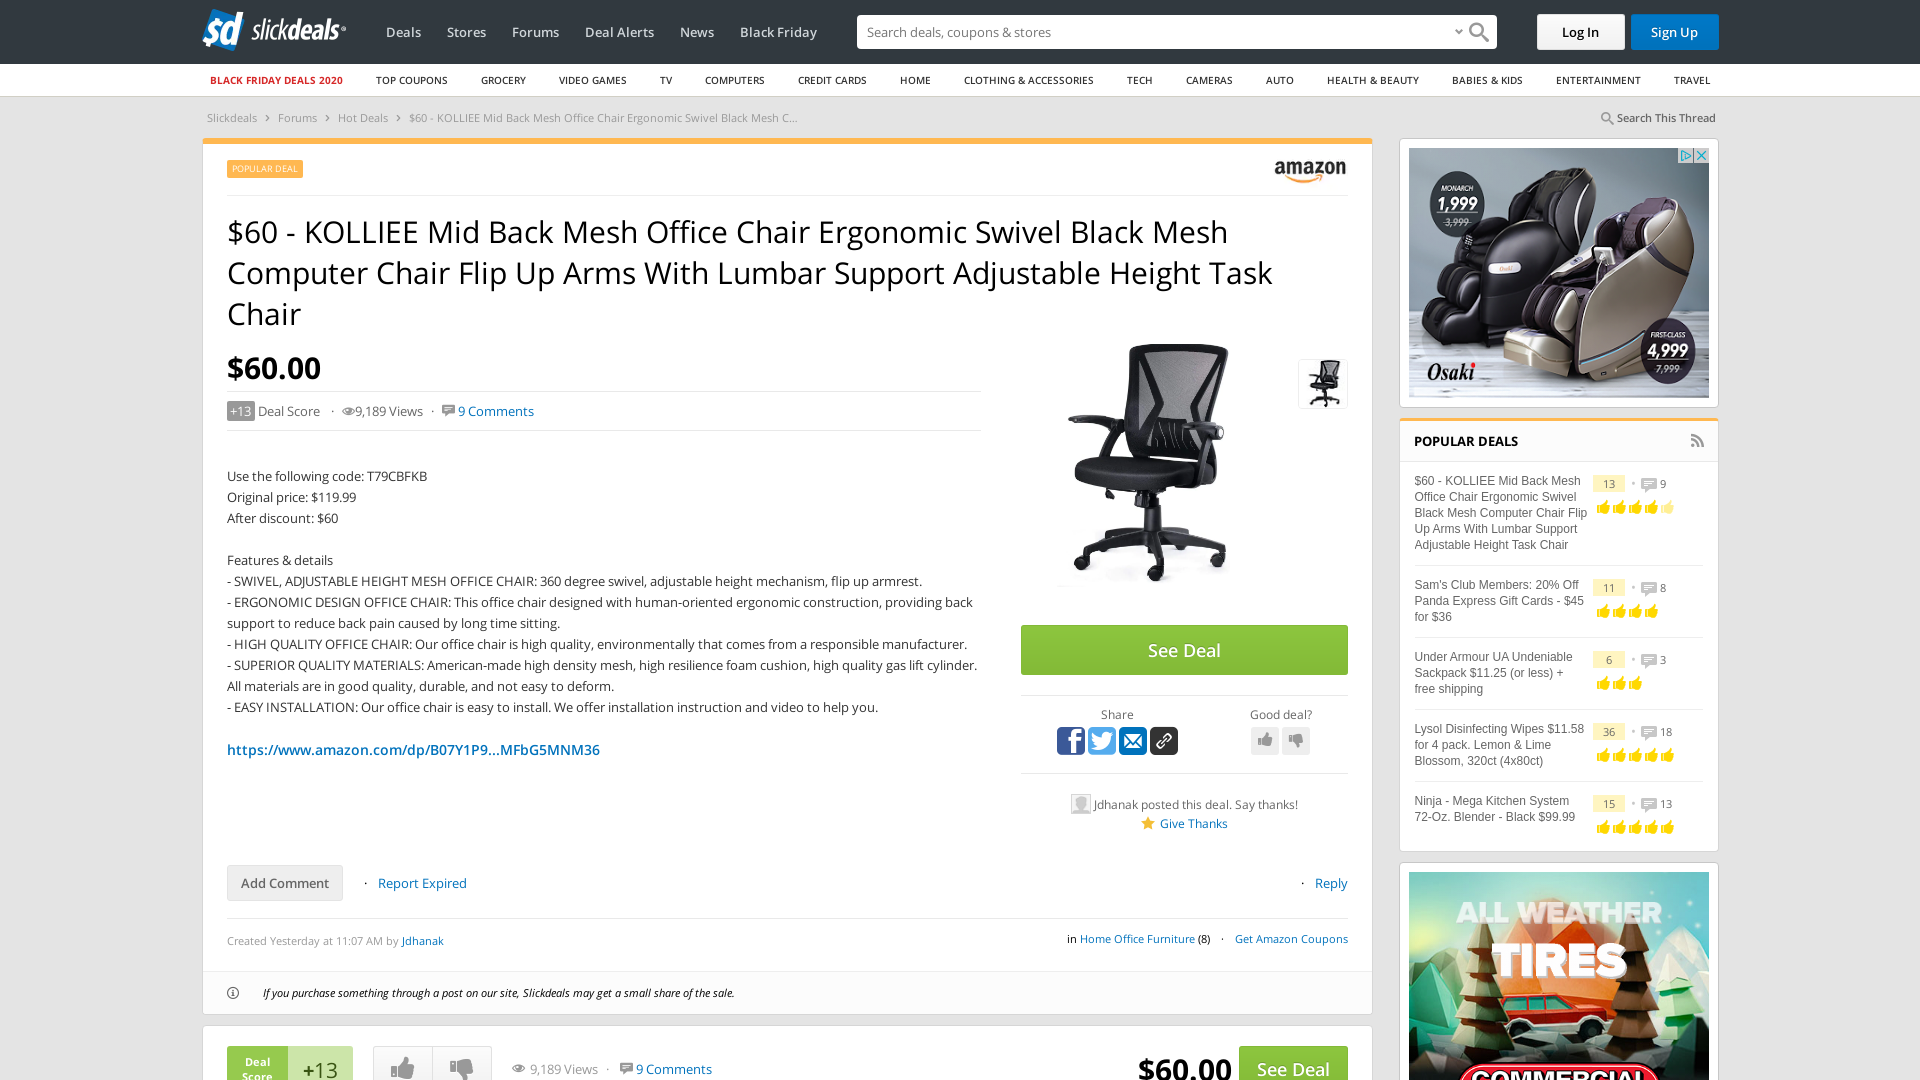 slickdeals
Deals
Stores
Forums
Deal Alerts
News
Black Friday
Search deals, coupons & stores
Log In
Sign Up
BLACK FRIDAY DEALS 2020
TOP COUPONS
GROCERY
VIDEO GAMES
TV
COMPUTERS
CREDIT CARDS
HOME
CLOTHING & ACCESSORIES
TECH
CAMERAS
AUTO
HEALTH & BEAUTY
BABIES & KIDS
ENTERTAINMENT
TRAVEL
Slickdeals › Forums › Hot Deals › $60 - KOLLIEE Mid Back Mesh Office Chair Ergonomic Swivel Black Mesh C...
Search This Thread
POPULAR DEAL
amazon
$60 - KOLLIEE Mid Back Mesh Office Chair Ergonomic Swivel Black Mesh
Computer Chair Flip Up Arms With Lumbar Support Adjustable Height Task
Chair
$60.00
+13 Deal Score · 9,189 Views · 9 Comments
Use the following code: T79CBFKB
Original price: $119.99
After discount: $60
Features & details
- SWIVEL, ADJUSTABLE HEIGHT MESH OFFICE CHAIR: 360 degree swivel, adjustable height mechanism, flip up armrest.
- ERGONOMIC DESIGN OFFICE CHAIR: This office chair designed with human-oriented ergonomic construction, providing back
support to reduce back pain caused by long time sitting.
- HIGH QUALITY OFFICE CHAIR: Our office chair is high quality, environmentally that comes from a responsible manufacturer.
- SUPERIOR QUALITY MATERIALS: American-made high density mesh, high resilience foam cushion, high quality gas lift cylinder.
All materials are in good quality, durable, and not easy to deform.
- EASY INSTALLATION: Our office chair is easy to install. We offer installation instruction and video to help you.
https://www.amazon.com/dp/B07Y1P9...MFbG5MNM36
See Deal
Share
Good deal?
Jdhanak posted this deal. Say thanks!
Give Thanks
Add Comment
· Report Expired
· Reply
Created Yesterday at 11:07 AM by Jdhanak
in Home Office Furniture (8) · Get Amazon Coupons
If you purchase something through a post on our site, Slickdeals may get a small share of the sale.
Deal
Score
+13
9,189 Views · 9 Comments
$60.00
See Deal
MONARCH
1,999
3,999
FIRST-CLASS
4,999
7,999
Osaki
POPULAR DEALS
$60 - KOLLIEE Mid Back Mesh
Office Chair Ergonomic Swivel
Black Mesh Computer Chair Flip
Up Arms With Lumbar Support
Adjustable Height Task Chair
13 • 9
Sam's Club Members: 20% Off
Panda Express Gift Cards - $45
for $36
11 • 8
Under Armour UA Undeniable
Sackpack $11.25 (or less) +
free shipping
6 • 3
Lysol Disinfecting Wipes $11.58
for 4 pack. Lemon & Lime
Blossom, 320ct (4x80ct)
36 • 18
Ninja - Mega Kitchen System
72-Oz. Blender - Black $99.99
15 • 13
ALL WEATHER
TIRES
COMMERCIAL